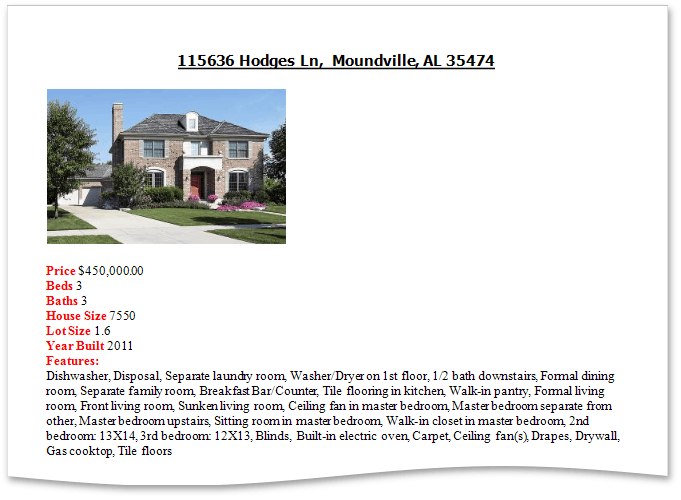 115636 Hodges Ln,  Moundville, AL 35474
Price $450,000.00
Beds 3
Baths 3
House Size 7550
Lot Size 1.6
Year Built 2011
Features:
Dishwasher, Disposal, Separate laundry room, Washer/Dryer on 1st floor, 1/2 bath downstairs, Formal dining
room, Separate family room, Breakfast Bar/Counter, Tile flooring in kitchen, Walk-in pantry, Formal living
room, Front living room, Sunken living room, Ceiling fan in master bedroom, Master bedroom separate from
other, Master bedroom upstairs, Sitting room in master bedroom, Walk-in closet in master bedroom, 2nd
bedroom: 13X14, 3rd bedroom: 12X13, Blinds, Built-in electric oven, Carpet, Ceiling fan(s), Drapes, Drywall,
Gas cooktop, Tile floors